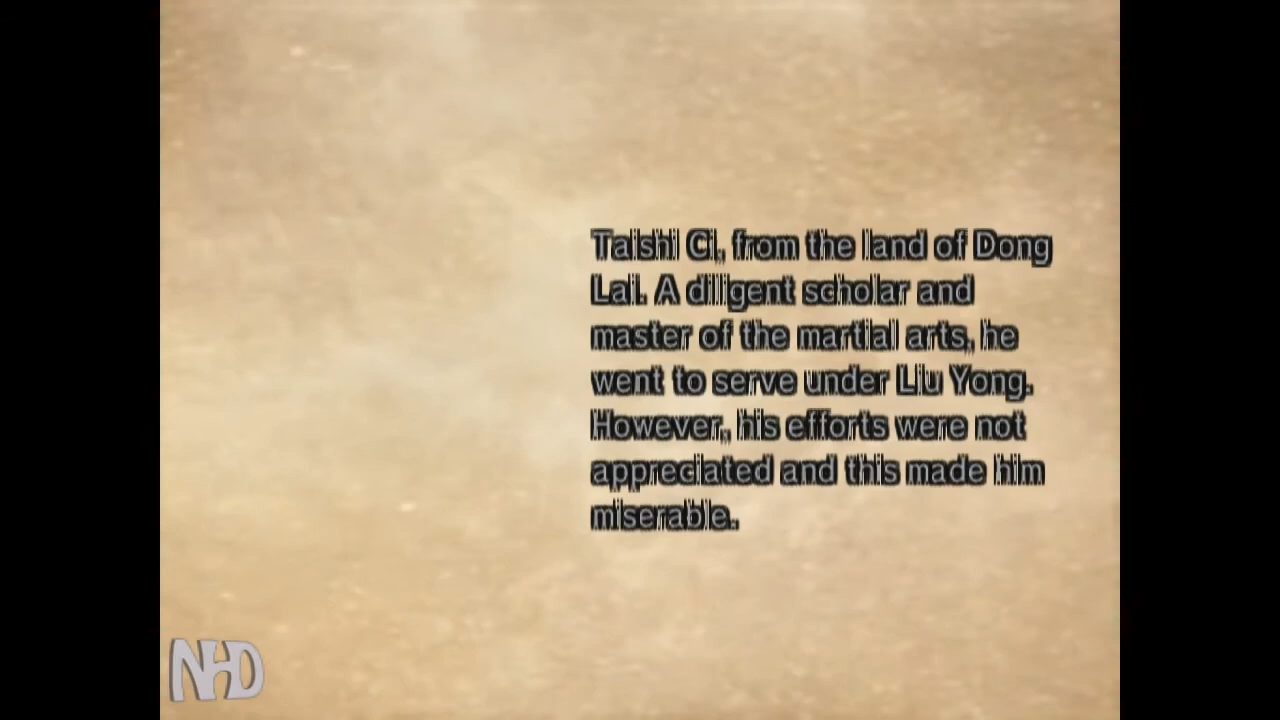 Taishi Ci, from the land of Dong
Lai. A diligent scholar and
master of the martial arts, he
went to serve under Liu Yong.
However, his efforts were not
appreciated and this made him
miserable.
NHD